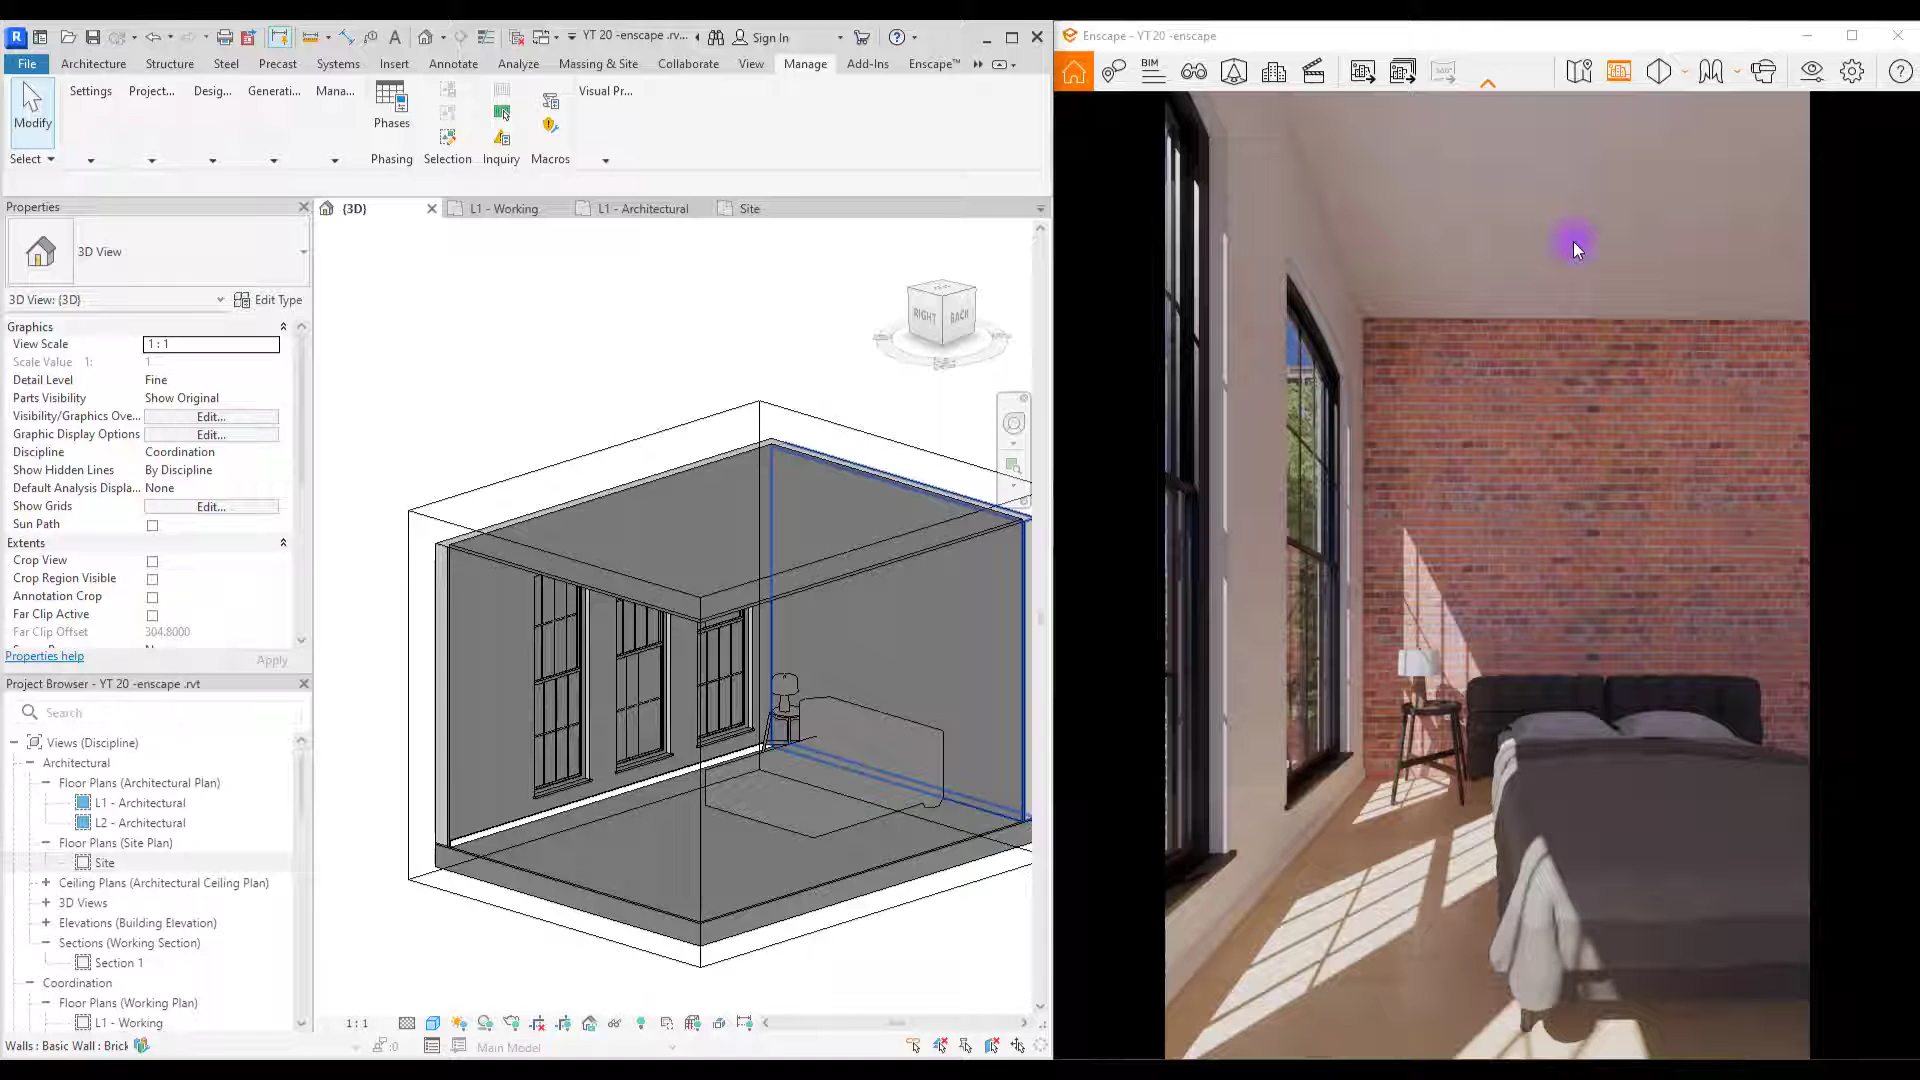 YT 20 -enscape .rv...
Sign In
File
Architecture
Structure
Steel
Precast
Systems
Insert
Annotate
Analyze
Massing & Site
Collaborate
View
Manage
Add-Ins
Enscape™
Modify
Select
Settings
Project...
Desig...
Generati...
Mana...
Phases
Phasing
Selection
Inquiry
Macros
Visual Pr...
Properties
{3D}
L1 - Working
L1 - Architectural
Site
3D View
3D View: {3D}
Edit Type
Graphics
View Scale
1 : 1
Scale Value 1:
1
Detail Level
Fine
Parts Visibility
Show Original
Visibility/Graphics Ove...
Edit...
Graphic Display Options
Edit...
Discipline
Coordination
Show Hidden Lines
By Discipline
Default Analysis Displa...
None
Show Grids
Edit...
Sun Path
Extents
Crop View
Crop Region Visible
Annotation Crop
Far Clip Active
Far Clip Offset
304.8000
Properties help
Apply
Project Browser - YT 20 -enscape .rvt
Search
Views (Discipline)
Architectural
Floor Plans (Architectural Plan)
L1 - Architectural
L2 - Architectural
Floor Plans (Site Plan)
Site
Ceiling Plans (Architectural Ceiling Plan)
3D Views
Elevations (Building Elevation)
Sections (Working Section)
Section 1
Coordination
Floor Plans (Working Plan)
L1 - Working
Walls : Basic Wall : Brick
RIGHT
BACK
1 : 1
:0
Main Model
Enscape - YT 20 -enscape
BIM